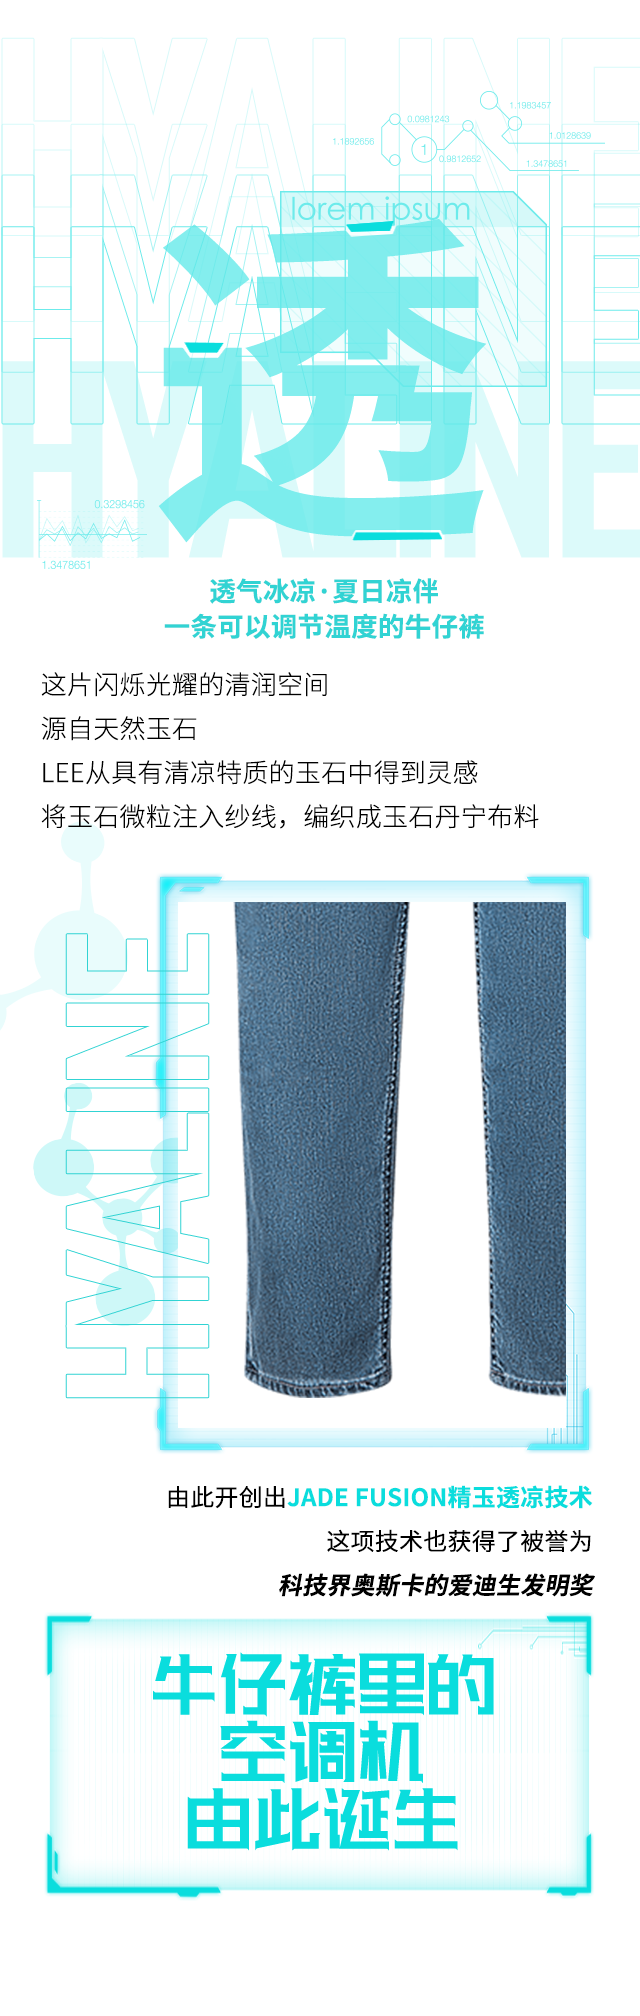 HYALINE
1.1983457
0.0981243
1.0128639
1.1892656
1
0.9812652
1.3478651
lorem ipsum
透
HYALINE
0.3298456
1.3478651
透气冰凉·夏日凉伴
一条可以调节温度的牛仔裤
这片闪烁光耀的清润空间
源自天然玉石
LEE从具有清凉特质的玉石中得到灵感
将玉石微粒注入纱线，编织成玉石丹宁布料
HYALINE
由此开创出JADE FUSION精玉透凉技术
这项技术也获得了被誉为
科技界奥斯卡的爱迪生发明奖
牛仔裤里的
空调机
由此诞生